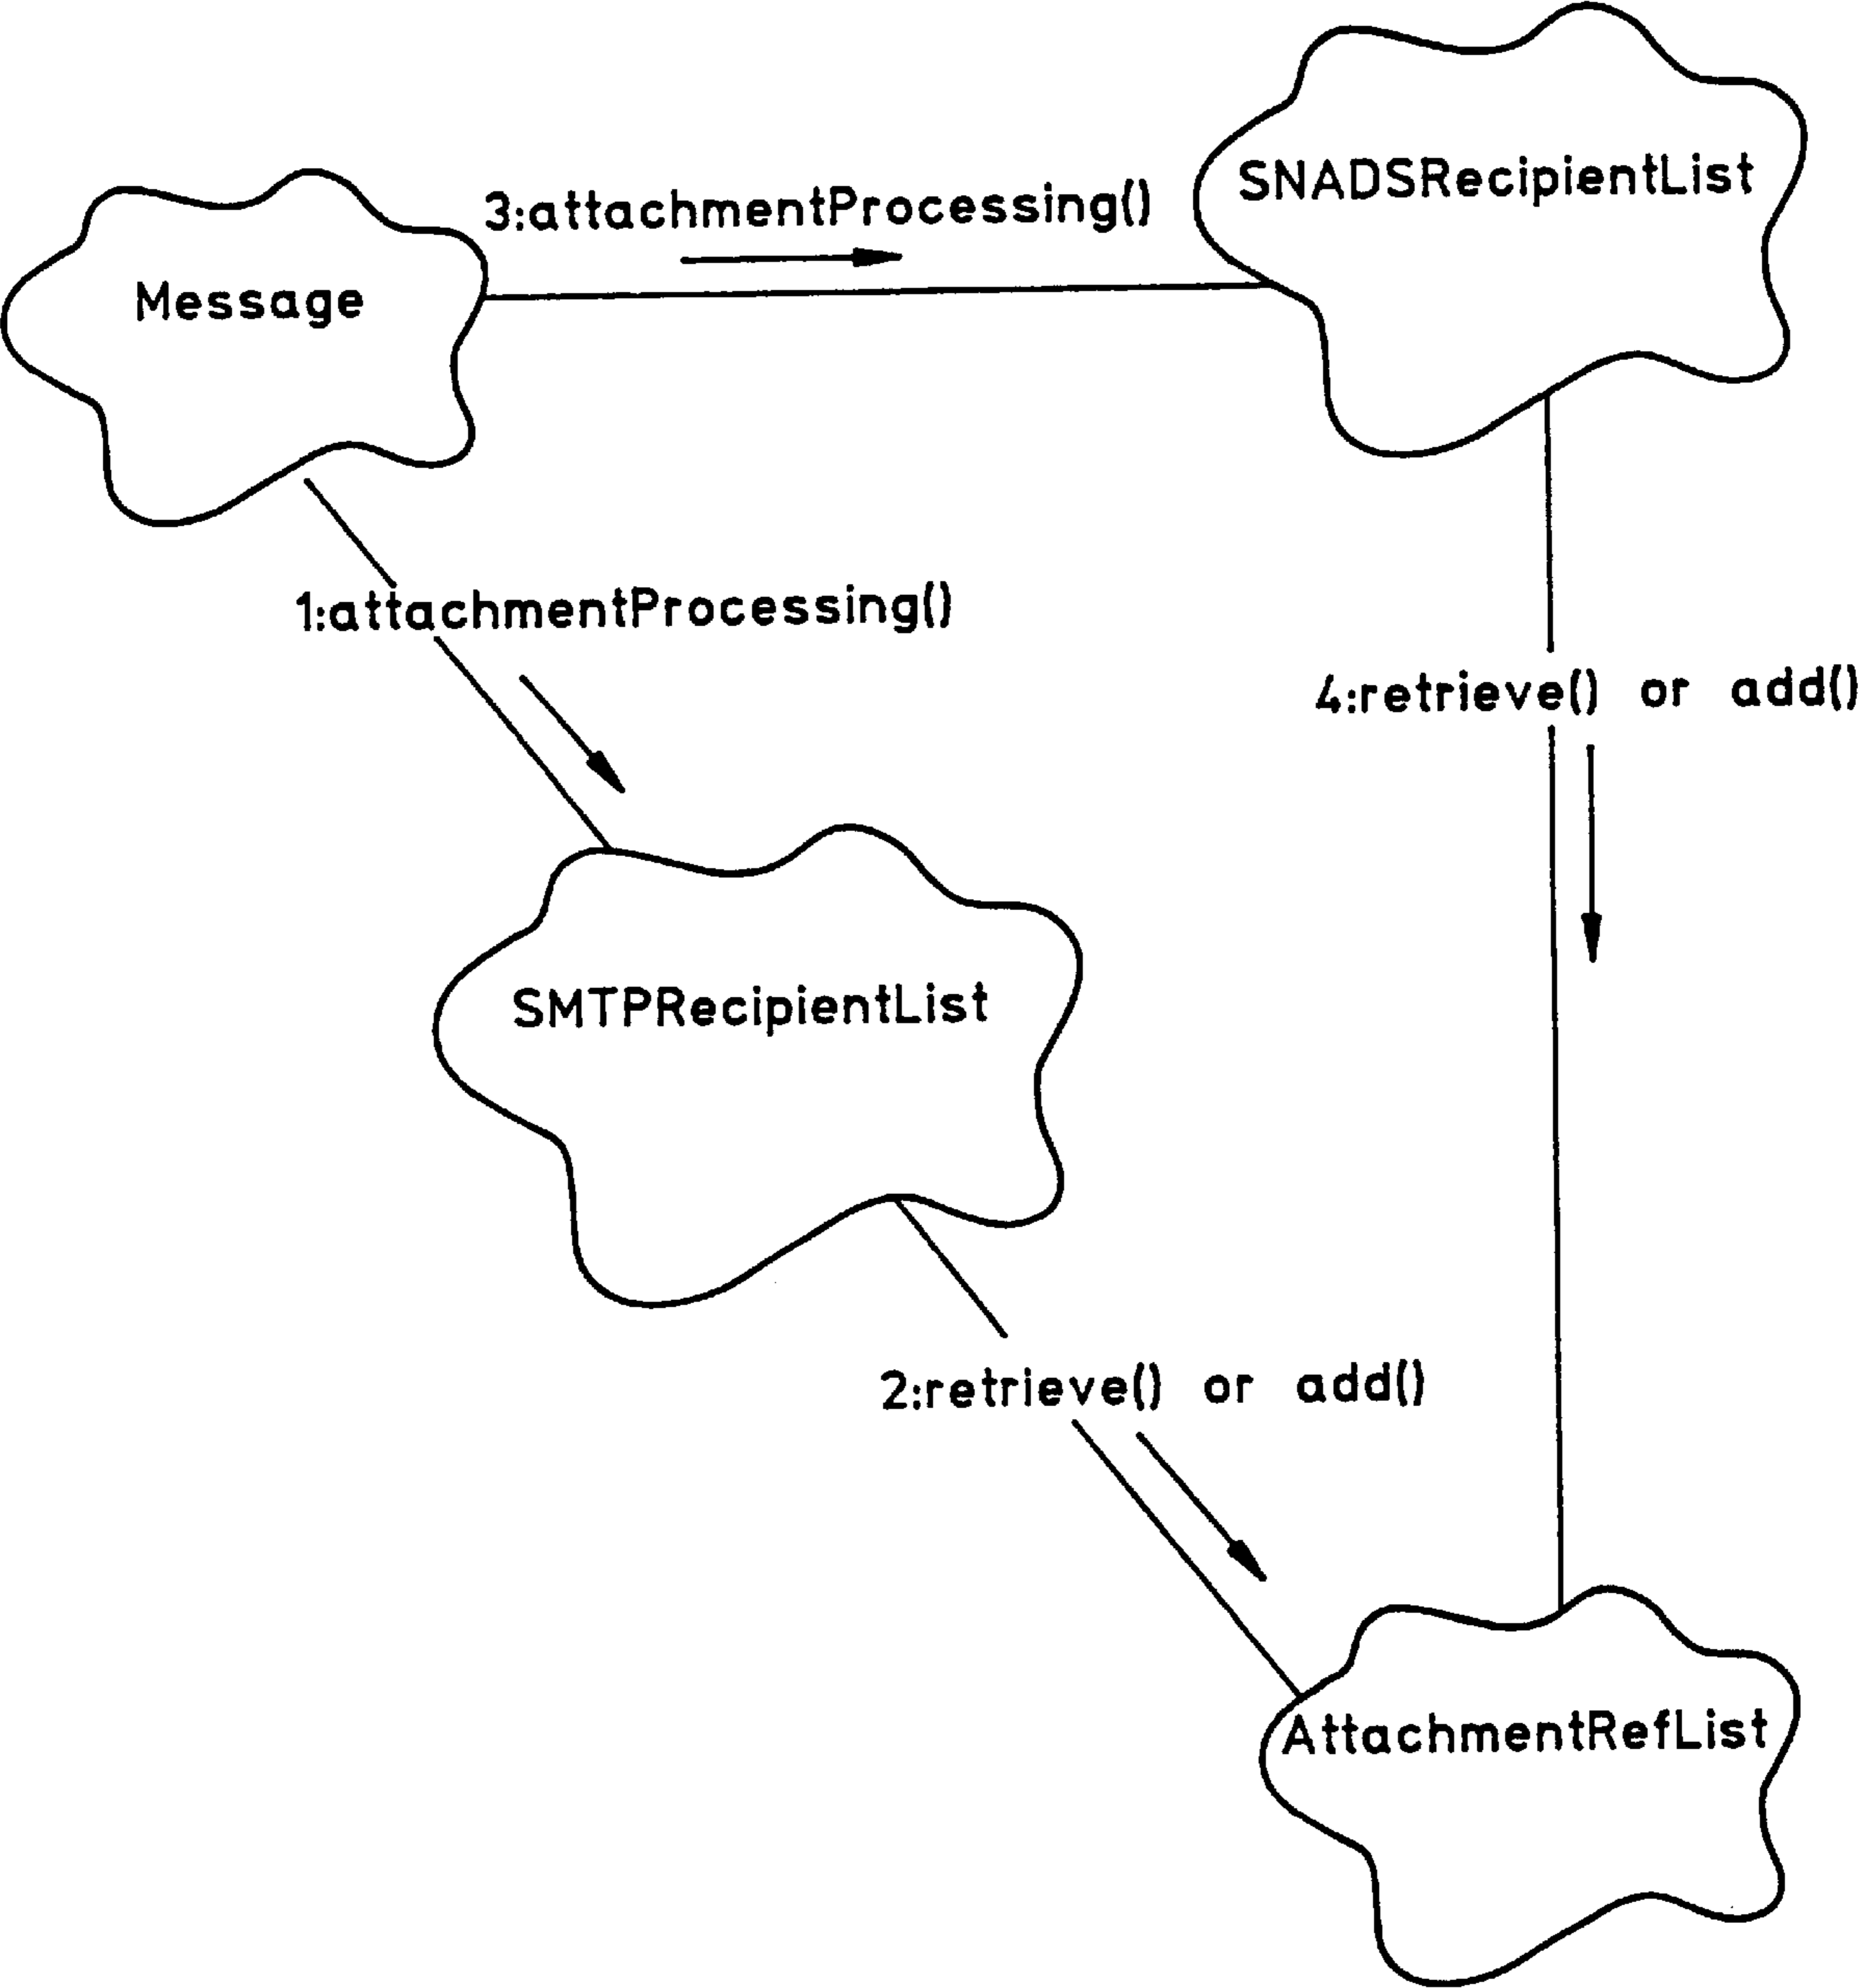 SNADSRecipientList
3:attachmentProcessing()
Message
1:attachmentProcessing()
4:retrieve() or add()
SMTPRecipientList
2:retrieve() or add()
AttachmentRefList